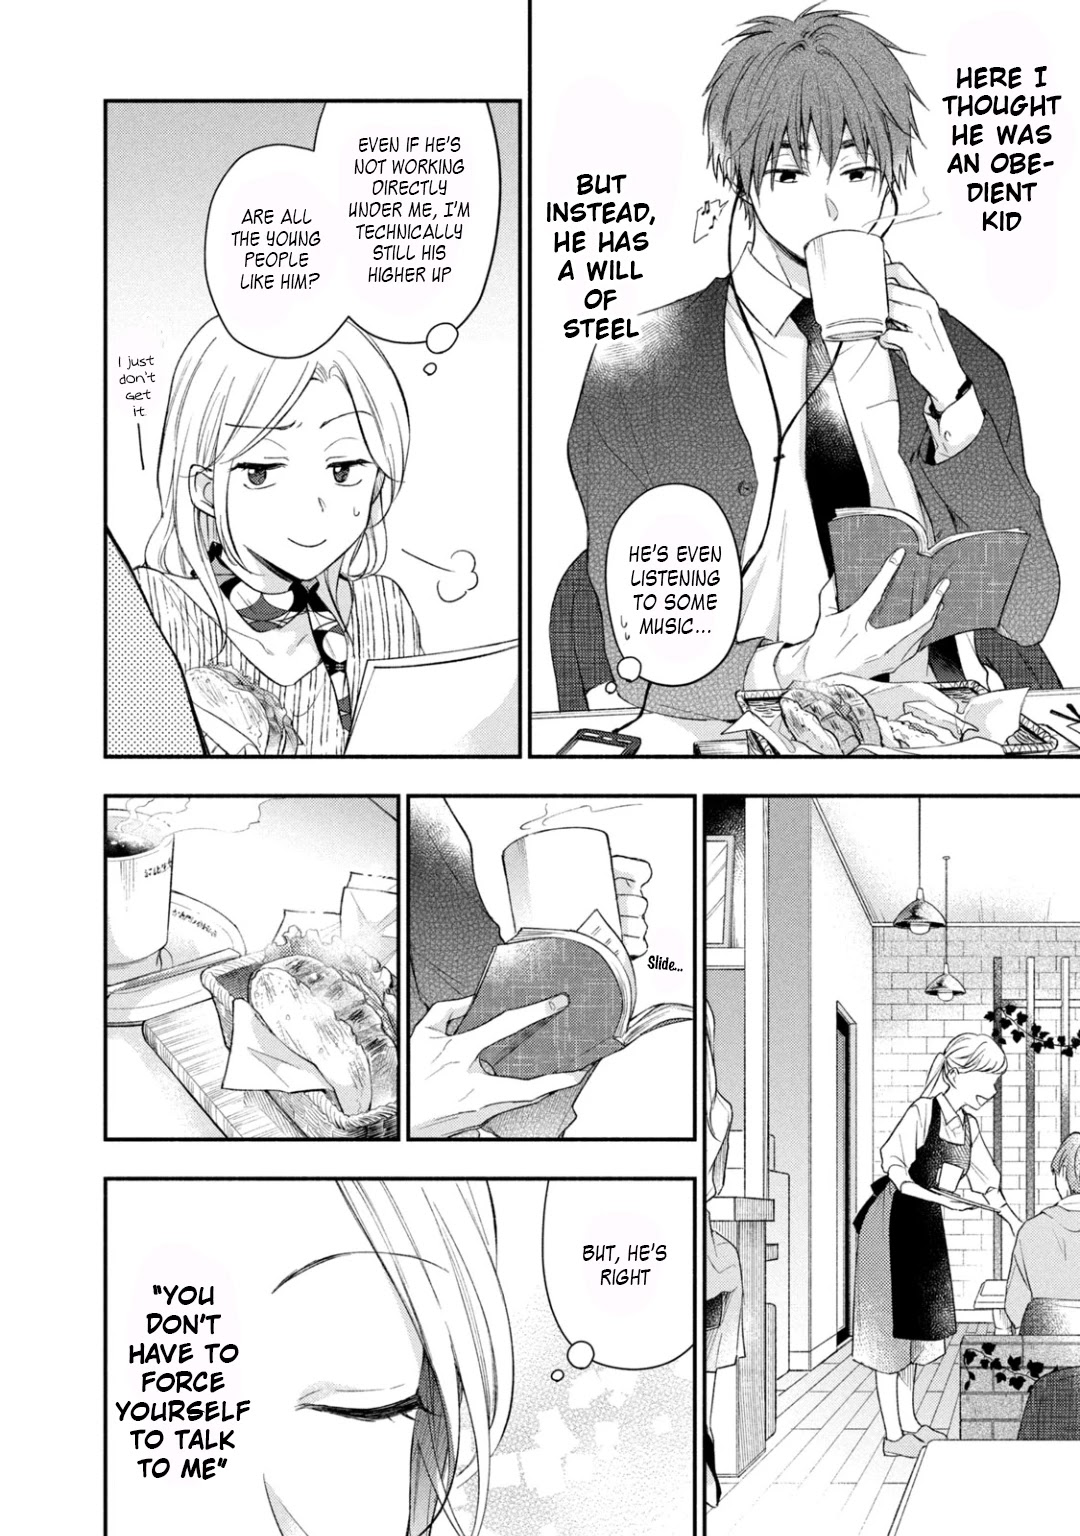 HERE I
THOUGHT
HE WAS
AN OBE-
DIENT
KID
BUT
INSTEAD,
HE HAS
A WILL
OF
STEEL
HE'S EVEN
LISTENING
TO SOME
MUSIC...
EVEN IF HE'S
NOT WORKING
DIRECTLY
UNDER ME, I'M
TECHNICALLY
STILL HIS
HIGHER UP
ARE ALL
THE YOUNG
PEOPLE
LIKE HIM?
I just
don't
get
it
Slide...
BUT, HE'S
RIGHT
"YOU
DON'T
HAVE TO
FORCE
YOURSELF
TO TALK
TO ME"